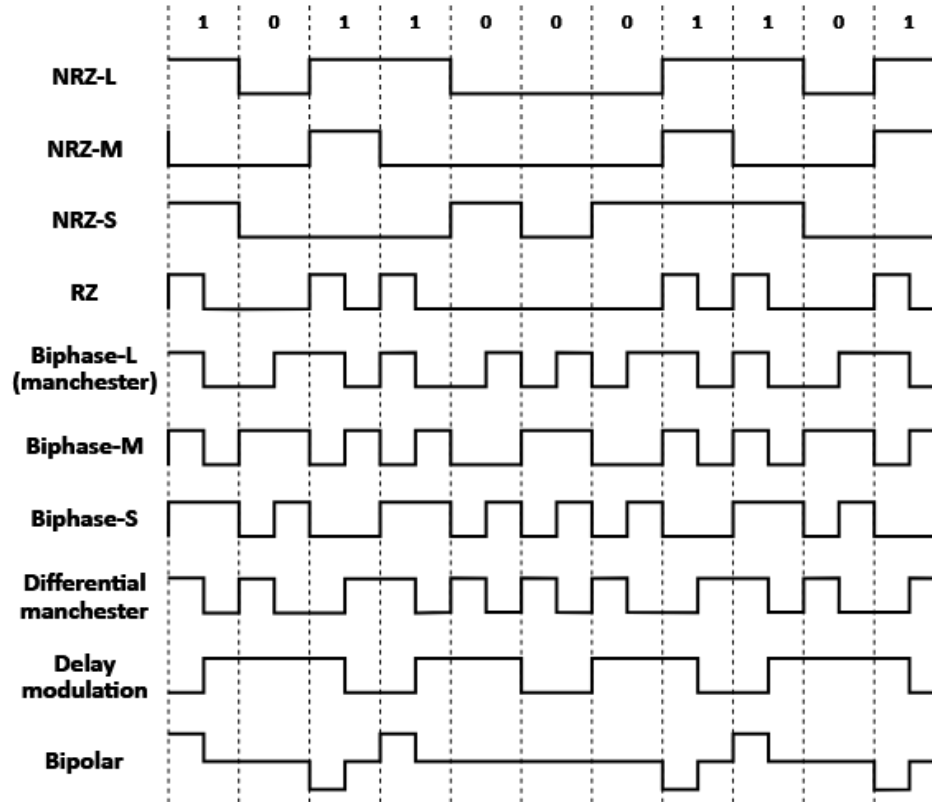 1 0 1 1 0 0 0 1 1 0 1
NRZ-L
NRZ-M
NRZ-S
RZ
Biphase-L
(manchester)
Biphase-M
Biphase-S
Differential
manchester
Delay
modulation
Bipolar